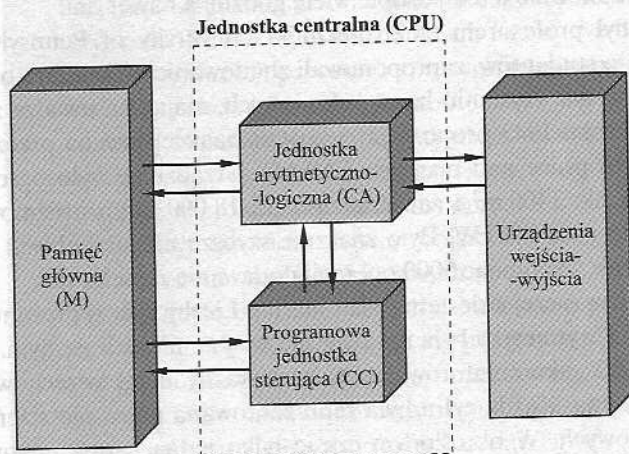 Jednostka centralna (CPU)
Jednostka
arytmetyczno-
-logiczna (CA)
Pamięć
główna
(M)
Urządzenia
wejścia-
-wyjścia
Programowa
jednostka
sterująca (CC)